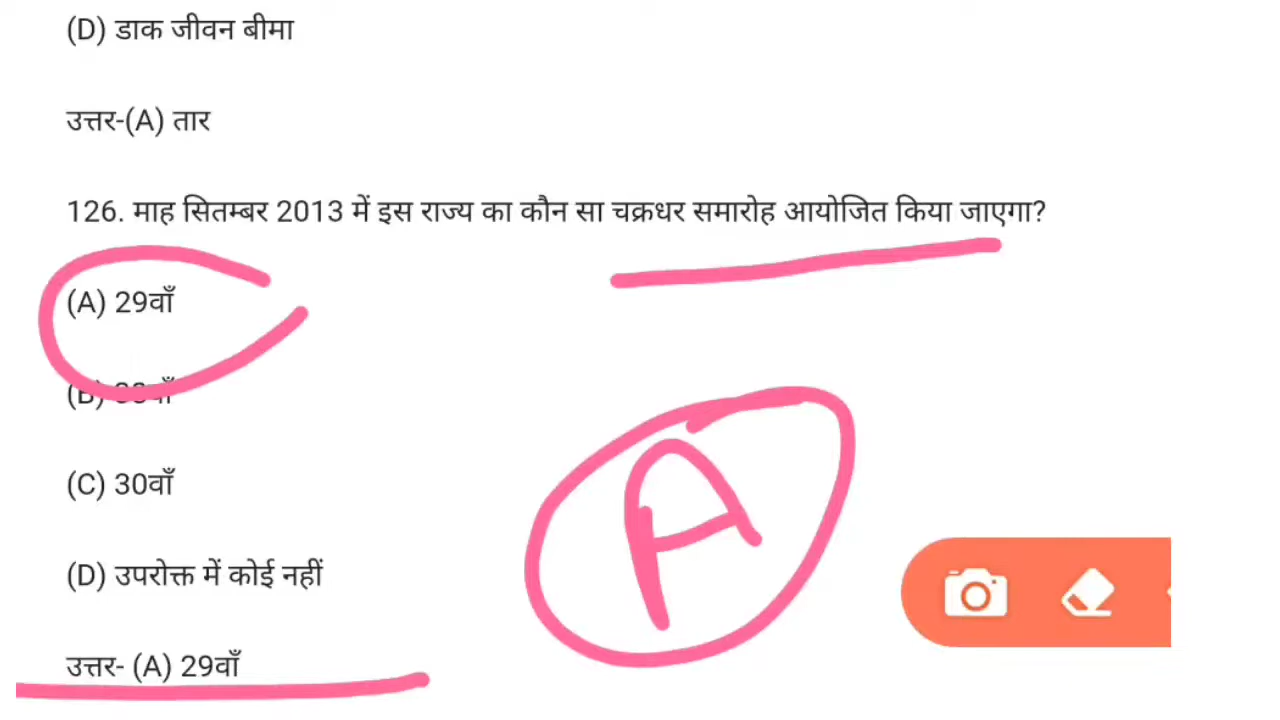 (D) डाक जीवन बीमा
उत्तर-(A) तार
126. माह सितम्बर 2013 में इस राज्य का कौन सा चक्रधर समारोह आयोजित किया जाएगा?
(A) 29वाँ
(B)
(C) 30वाँ
(D) उपरोक्त में कोई नहीं
A
उत्तर- (A) 29वाँ